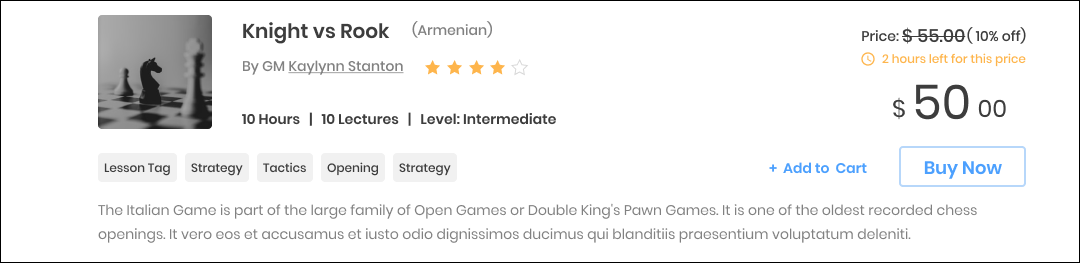 Knight vs Rook (Armenian)
By GM Kaylynn Stanton
10 Hours | 10 Lectures | Level: Intermediate
Price: $ 55.00 ( 10% off)
2 hours left for this price
$ 50 00
Lesson Tag Strategy Tactics Opening Strategy
+ Add to Cart Buy Now
The Italian Game is part of the large family of Open Games or Double King's Pawn Games. It is one of the oldest recorded chess
openings. It vero eos et accusamus et iusto odio dignissimos ducimus qui blanditiis praesentium voluptatum deleniti.